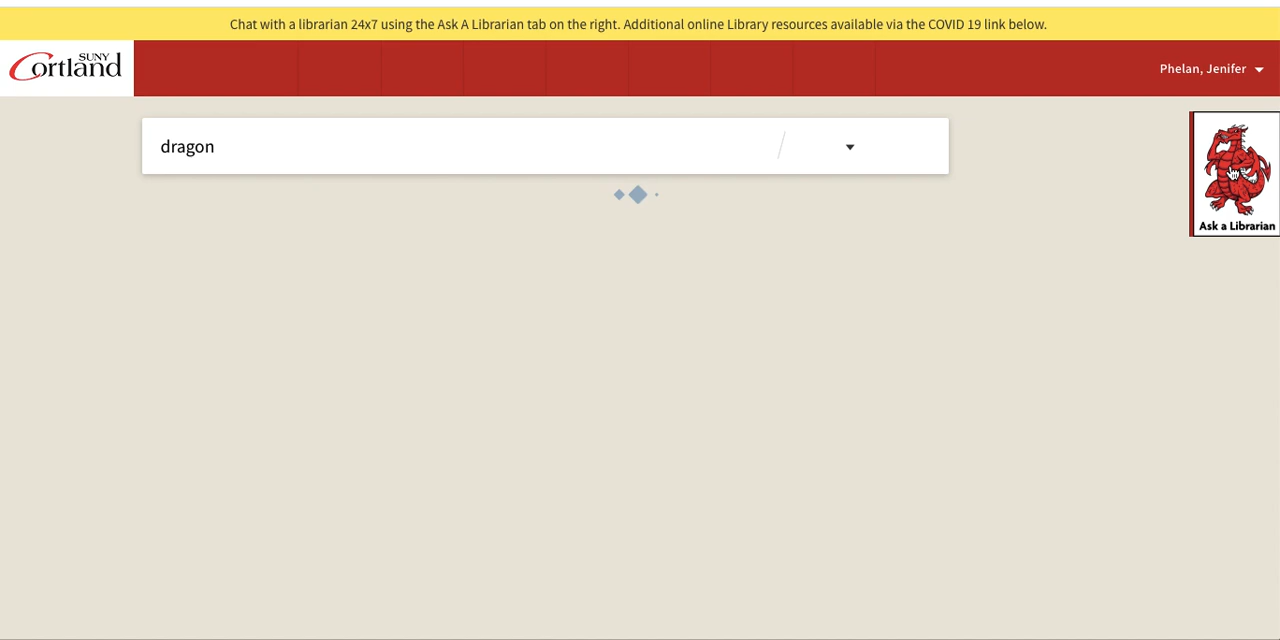 Chat with a librarian 24x7 using the Ask A Librarian tab on the right. Additional online Library resources available via the COVID 19 link below.
SUNY
Cortland
Phelan, Jenifer
dragon
Ask a Librarian